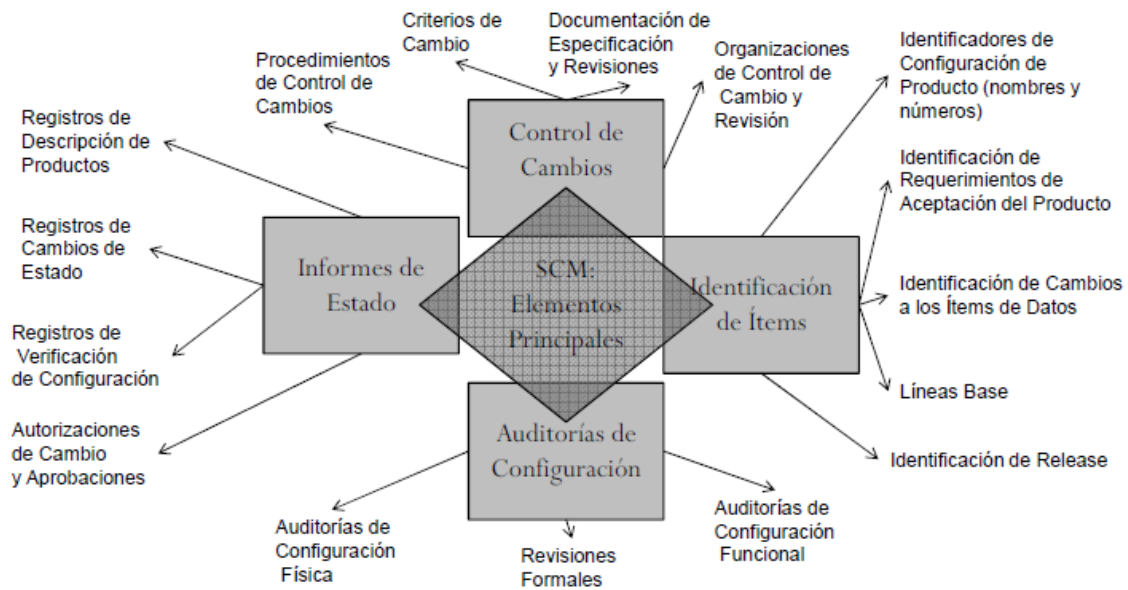 Criterios de
Cambio
Documentación de
Especificación
y Revisiones
Organizaciones
de Control de
Cambio y
Revisión
Identificadores de
Configuración de
Producto (nombres y
números)
Procedimientos
de Control de
Cambios
Registros de
Descripción de
Productos
Control de
Cambios
Identificación de
Requerimientos de
Aceptación del Producto
Registros de
Cambios de
Estado
Informes de
Estado
SCM:
Elementos
Principales
Identificación
de Ítems
Identificación de Cambios
a los Ítems de Datos
Registros de
Verificación
de Configuración
Líneas Base
Autorizaciones
de Cambio
y Aprobaciones
Auditorías de
Configuración
Identificación de Release
Auditorías de
Configuración
Física
Revisiones
Formales
Auditorías de
Configuración
Funcional